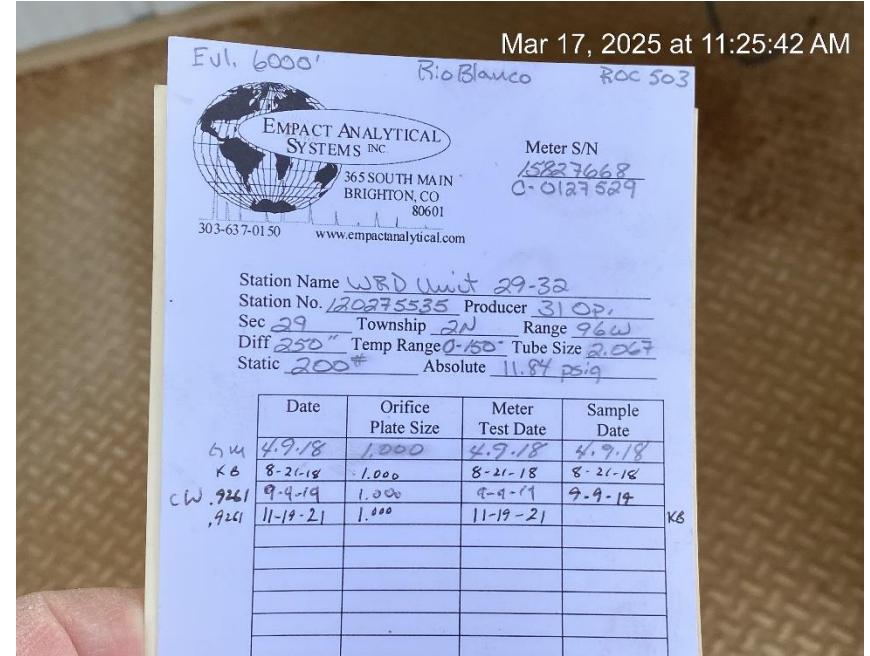 Mar 17, 2025 at 11:25:42 AM
Evl. 6000' Rio Blanco ROC 503
EMPACT ANALYTICAL
SYSTEMS INC.
365 SOUTH MAIN
BRIGHTON, CO
80601
303-637-0150 www.empactanalytical.com
Meter S/N
15827668
C-0127529
Station Name WRD Unit 29-32
Station No. 120275535 Producer 31 Op.
Sec 29 Township 2N Range 96W
Diff 250" Temp Range 0-150° Tube Size 2.067
Static 200# Absolute 11.84 psig
Date Orifice Plate Size Meter Test Date Sample Date
4.9.18 1.000 4.9.18 4.9.18
KB 8-21-18 1.000 8-21-18 8-21-18
CW .9261 9-9-19 1.000 9-9-19 9-9-19
.9261 11-19-21 1.000 11-19-21 KB